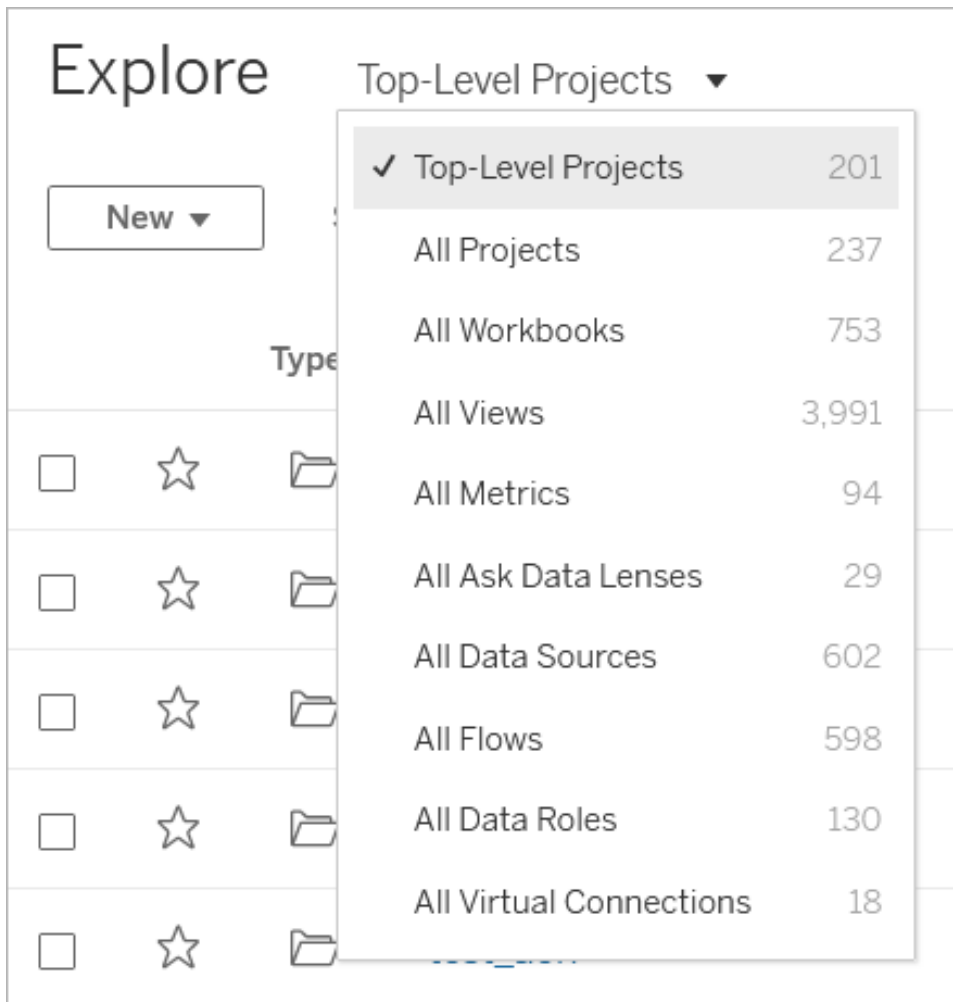 Explore Top-Level Projects
Top-Level Projects 201
New
All Projects 237
All Workbooks 753
Type
All Views 3,991
All Metrics 94
All Ask Data Lenses 29
All Data Sources 602
All Flows 598
All Data Roles 130
All Virtual Connections 18